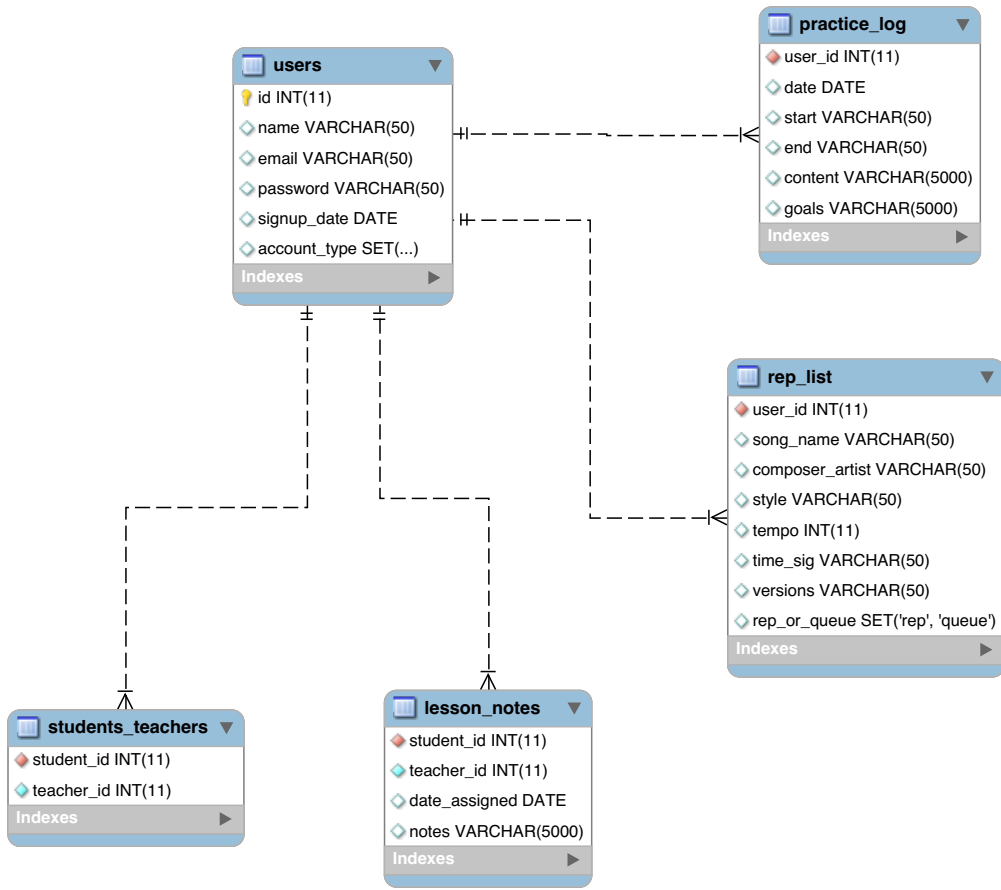 users
id INT(11)
name VARCHAR(50)
email VARCHAR(50)
password VARCHAR(50)
signup_date DATE
account_type SET(...)
Indexes
practice_log
user_id INT(11)
date DATE
start VARCHAR(50)
end VARCHAR(50)
content VARCHAR(5000)
goals VARCHAR(5000)
Indexes
rep_list
user_id INT(11)
song_name VARCHAR(50)
composer_artist VARCHAR(50)
style VARCHAR(50)
tempo INT(11)
time_sig VARCHAR(50)
versions VARCHAR(50)
rep_or_queue SET('rep', 'queue')
Indexes
students_teachers
student_id INT(11)
teacher_id INT(11)
Indexes
lesson_notes
student_id INT(11)
teacher_id INT(11)
date_assigned DATE
notes VARCHAR(5000)
Indexes